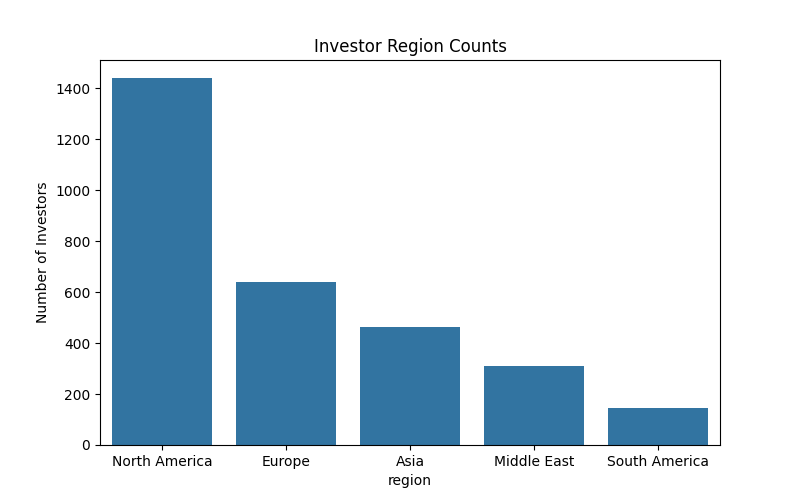 Investor Region Counts
Number of Investors
1400
1200
1000
800
600
400
200
0
North America Europe Asia Middle East South America
region